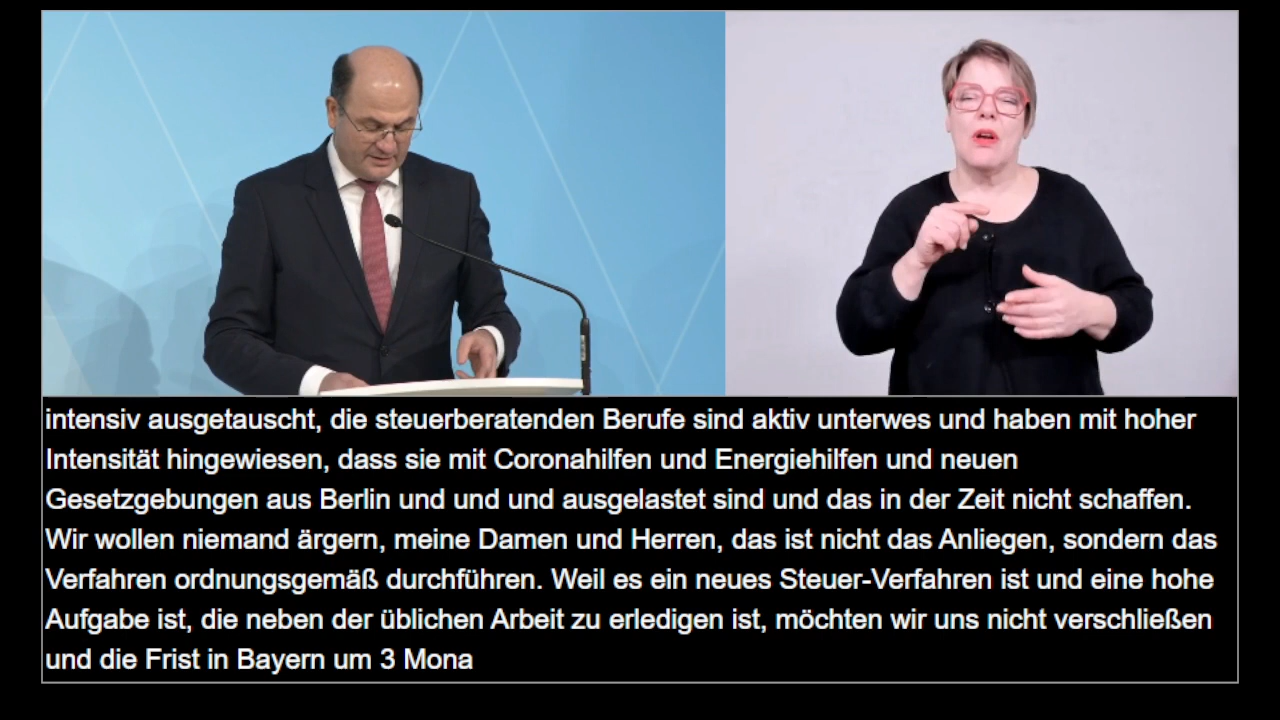 intensiv ausgetauscht, die steuerberatenden Berufe sind aktiv unterwes und haben mit hoher
Intensität hingewiesen, dass sie mit Coronahilfen und Energiehilfen und neuen
Gesetzgebungen aus Berlin und und und ausgelastet sind und das in der Zeit nicht schaffen.
Wir wollen niemand ärgern, meine Damen und Herren, das ist nicht das Anliegen, sondern das
Verfahren ordnungsgemäß durchführen. Weil es ein neues Steuer-Verfahren ist und eine hohe
Aufgabe ist, die neben der üblichen Arbeit zu erledigen ist, möchten wir uns nicht verschließen
und die Frist in Bayern um 3 Mona